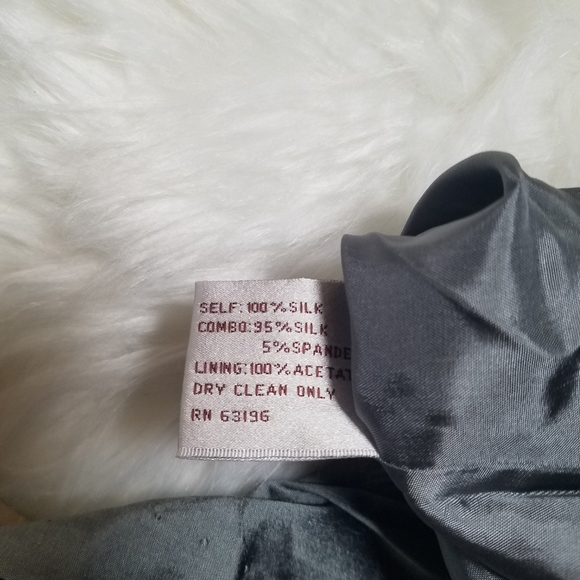 SELF:100%SILK
COMBO:95%SILK
5%SPANDE
LINING:100%ACETAT
DRY CLEAN ONLY
RN 63196